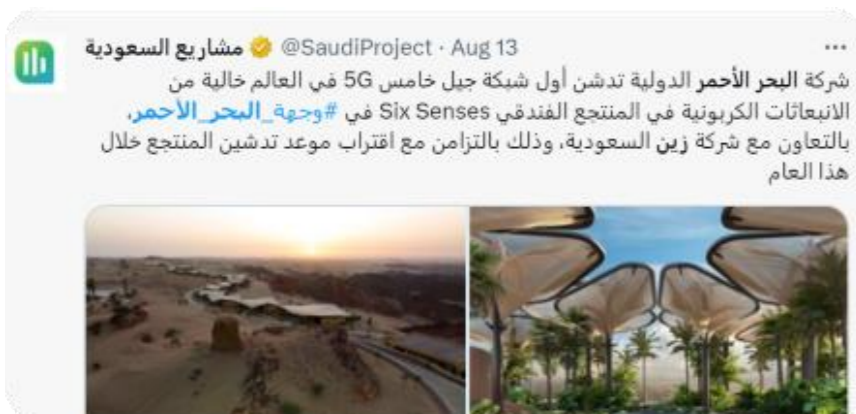 مشاريع السعودية @SaudiProject · Aug 13
شركة البحر الأحمر الدولية تدشن أول شبكة جيل خامس 5G في العالم خالية من
الانبعاثات الكربونية في المنتجع الفندقي Six Senses في #وجهة_البحر_الأحمر،
بالتعاون مع شركة زين السعودية، وذلك بالتزامن مع اقتراب موعد تدشين المنتجع خلال
هذا العام